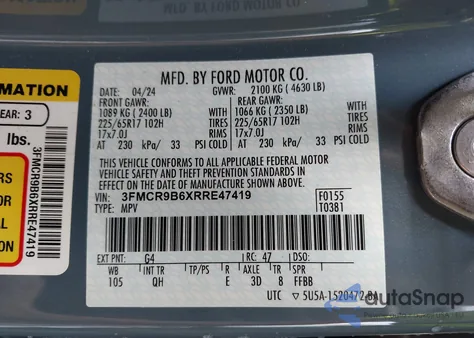 MFD. BY FORD MOTOR CO.
DATE: 04/24 GVWR: 2100 KG ( 4630 LB)
FRONT GAWR: REAR GAWR:
1089 KG ( 2400 LB) 1066 KG ( 2350 LB)
225/65R17 102H TIRES 225/65R17 102H TIRES
17x7.0J RIMS 17x7.0J RIMS
AT 230 kPa/ 33 PSI COLD AT 230 kPa/ 33 PSI COLD
THIS VEHICLE CONFORMS TO ALL APPLICABLE FEDERAL MOTOR
VEHICLE SAFETY AND THEFT PREVENTION STANDARDS IN EFFECT ON THE DATE OF
MANUFACTURE SHOWN ABOVE.
VIN: 3FMCR9B6XRRE47419 F0155
TYPE: MPV T0381
EXT PNT: G4 RC: 47 DSO:
WB INT TR TP/PS R AXLE TR SPR
105 QH E 3D 8 FFBB
UTC
MATION
EAR: 3
lbs.
3FMCR9B6XRRE47419
autoSnap